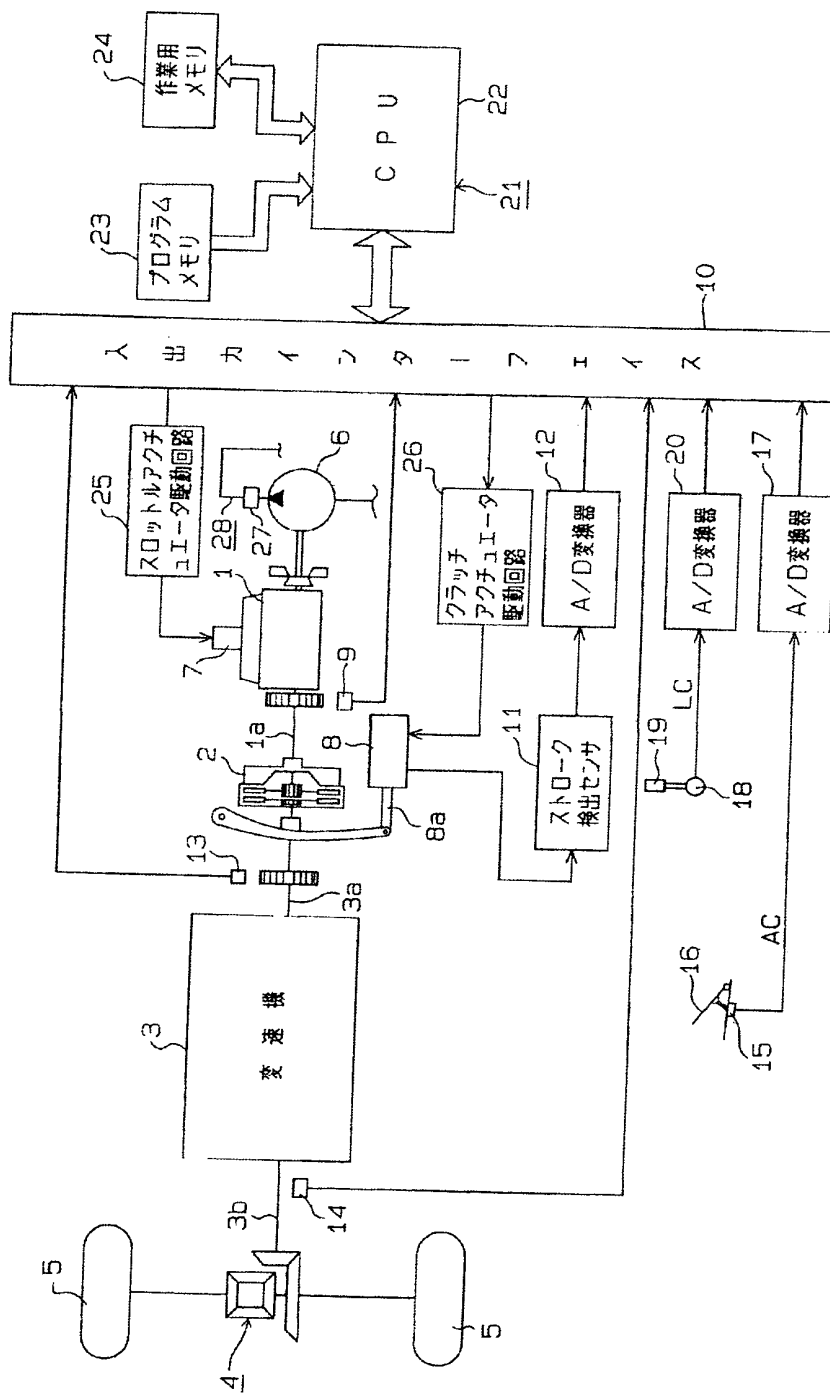 24
作業用
メモリ
23
プログラム
メモリ
CPU
22
21
入出力インターフェイス
10
25
スロットルアクチ
ュエータ駆動回路
28
27
6
1
7
9
1a
2
8
8a
26
クラッチ
アクチュエータ
駆動回路
12
A/D変換器
11
ストローク
検出センサ
20
A/D変換器
17
A/D変換器
LC
19
18
AC
16
15
13
3a
3
変速機
3b
14
5
4
5